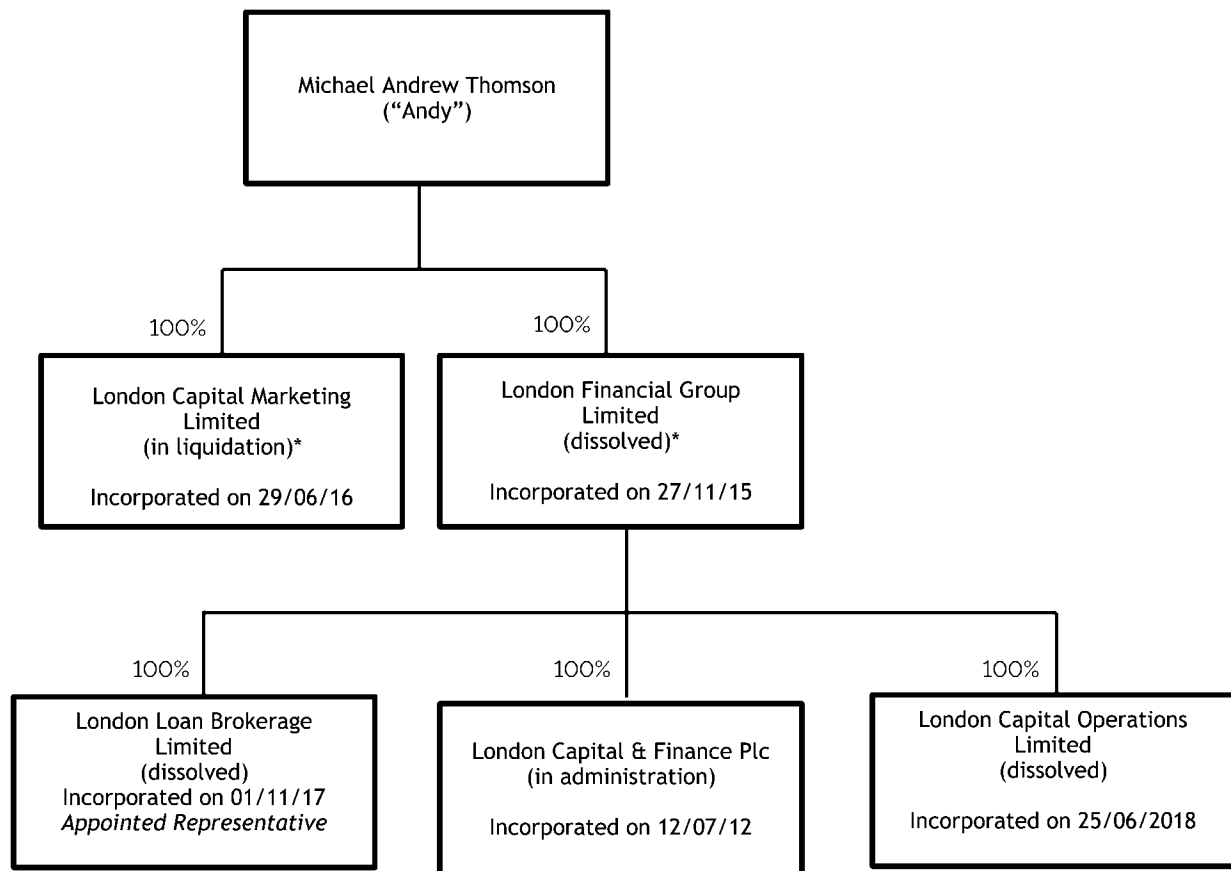 Michael Andrew Thomson
(“Andy”)
100%
100%
London Capital Marketing
Limited
(in liquidation)*
Incorporated on 29/06/16
London Financial Group
Limited
(dissolved)*
Incorporated on 27/11/15
100%
100%
100%
London Loan Brokerage
Limited
(dissolved)
Incorporated on 01/11/17
Appointed Representative
London Capital & Finance Plc
(in administration)
Incorporated on 12/07/12
London Capital Operations
Limited
(dissolved)
Incorporated on 25/06/2018